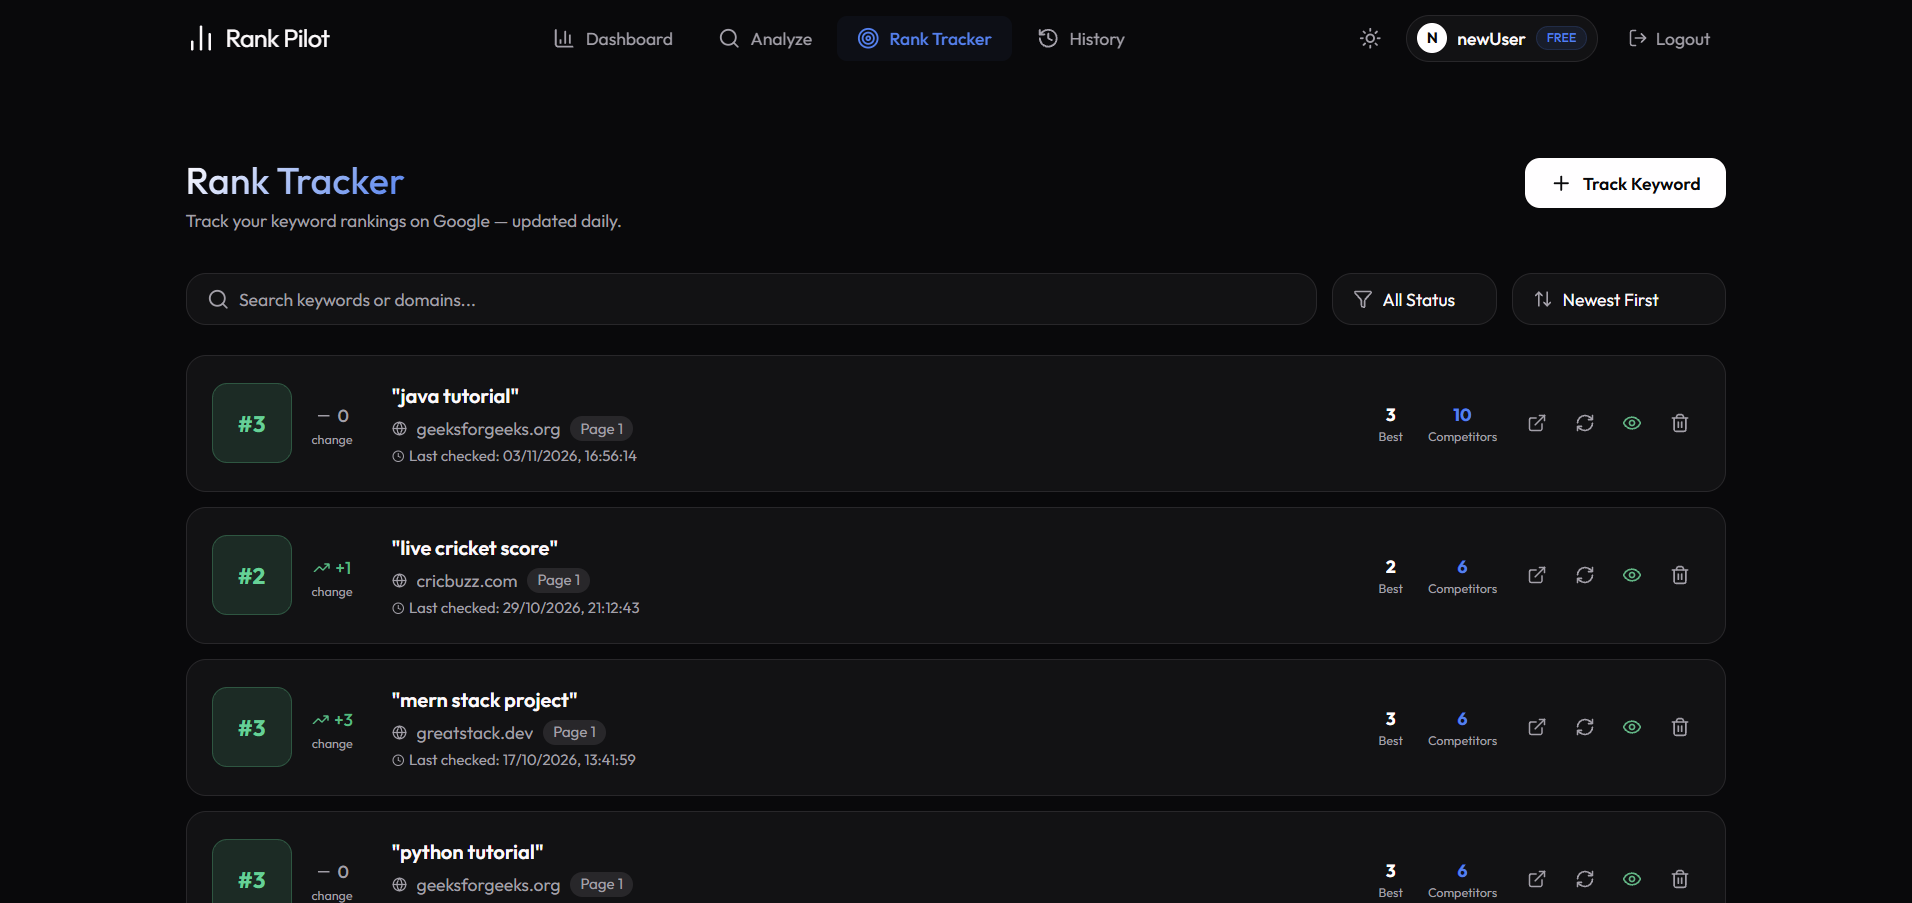 Rank Pilot
Dashboard
Analyze
Rank Tracker
History
N
newUser
FREE
Logout
Rank Tracker
Track your keyword rankings on Google — updated daily.
Track Keyword
Search keywords or domains...
All Status
Newest First
#3
— 0
change
"java tutorial"
geeksforgeeks.org
Page 1
Last checked: 03/11/2026, 16:56:14
3
Best
10
Competitors
#2
+1
change
"live cricket score"
cricbuzz.com
Page 1
Last checked: 29/10/2026, 21:12:43
2
Best
6
Competitors
#3
+3
change
"mern stack project"
greatstack.dev
Page 1
Last checked: 17/10/2026, 13:41:59
3
Best
6
Competitors
#3
— 0
change
"python tutorial"
geeksforgeeks.org
Page 1
3
Best
6
Competitors